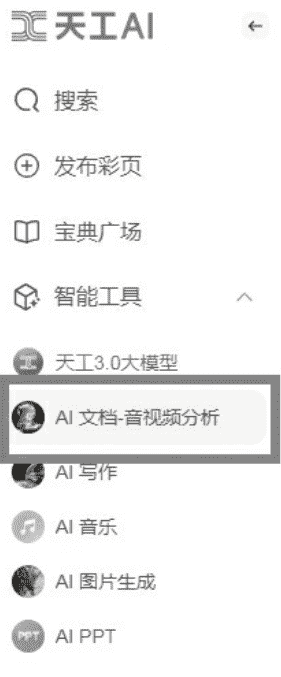 天工AI
搜索
发布彩页
宝典广场
智能工具
天工3.0大模型
AI 文档-音视频分析
AI 写作
AI 音乐
AI 图片生成
PPT AI PPT